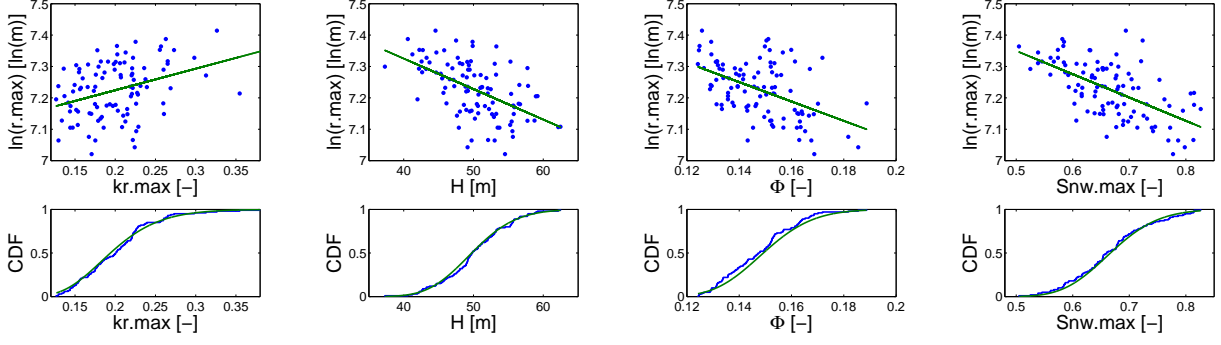 7.5
7.4
7.3
7.2
7.1
7
ln(r.max) [ln(m)]
0.15 0.2 0.25 0.3 0.35
kr.max [−]
7.5
7.4
7.3
7.2
7.1
7
ln(r.max) [ln(m)]
40 50 60
H [m]
7.5
7.4
7.3
7.2
7.1
7
ln(r.max) [ln(m)]
0.12 0.14 0.16 0.18 0.2
Φ [−]
7.5
7.4
7.3
7.2
7.1
7
ln(r.max) [ln(m)]
0.5 0.6 0.7 0.8
Snw.max [−]
1
0.5
0
CDF
0.15 0.2 0.25 0.3 0.35
kr.max [−]
1
0.5
0
CDF
40 50 60
H [m]
1
0.5
0
CDF
0.12 0.14 0.16 0.18 0.2
Φ [−]
1
0.5
0
CDF
0.5 0.6 0.7 0.8
Snw.max [−]